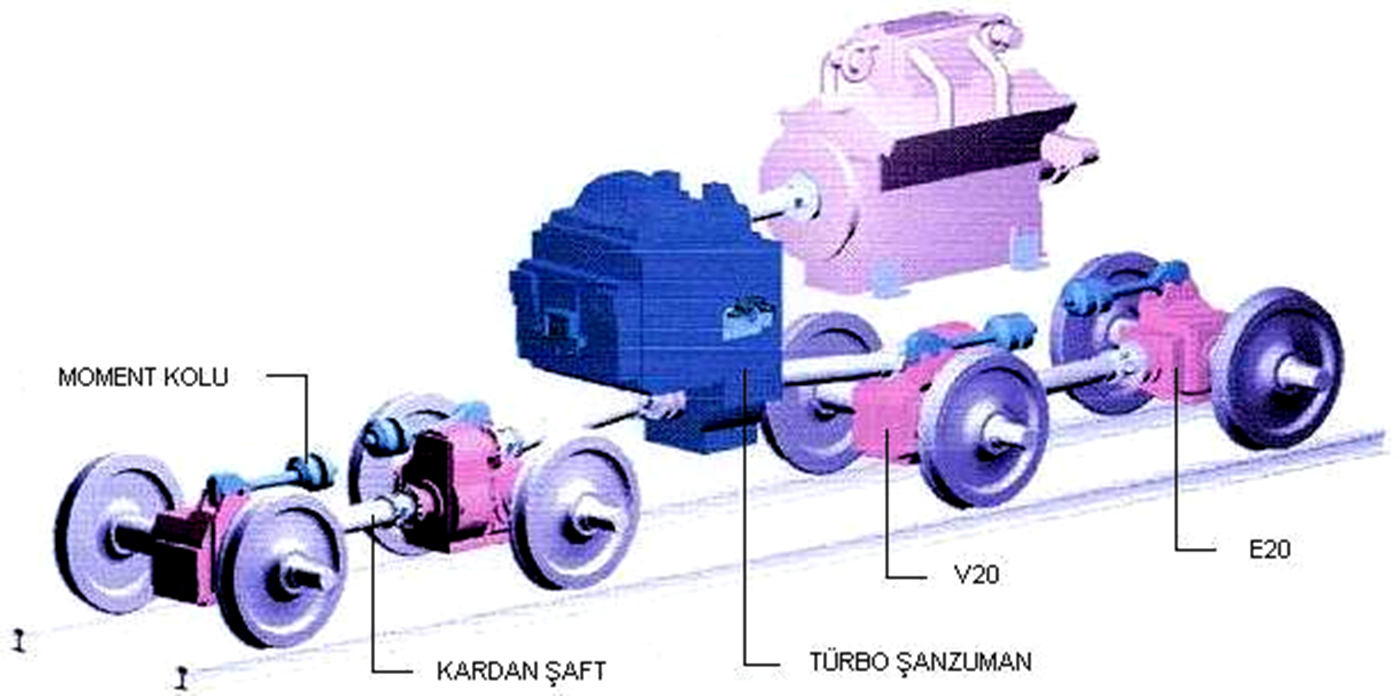 MOMENT KOLU
E20
V20
TÜRBO ŞANZUMAN
KARDAN ŞAFT